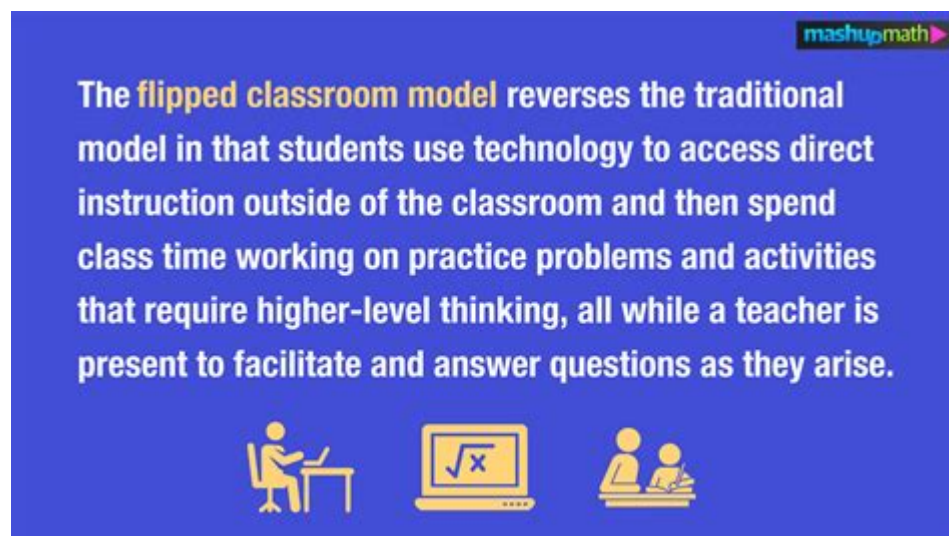 mashupmath
The flipped classroom model reverses the traditional
model in that students use technology to access direct
instruction outside of the classroom and then spend
class time working on practice problems and activities
that require higher-level thinking, all while a teacher is
present to facilitate and answer questions as they arise.
√x